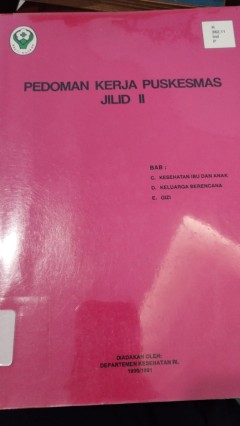 PEDOMAN KERJA PUSKESMAS
JILID II
BAB :
C. KESEHATAN IBU DAN ANAK
D. KELUARGA BERENCANA
E. GIZI
DIADAKAN OLEH:
DEPARTEMEN KESEHATAN RI.